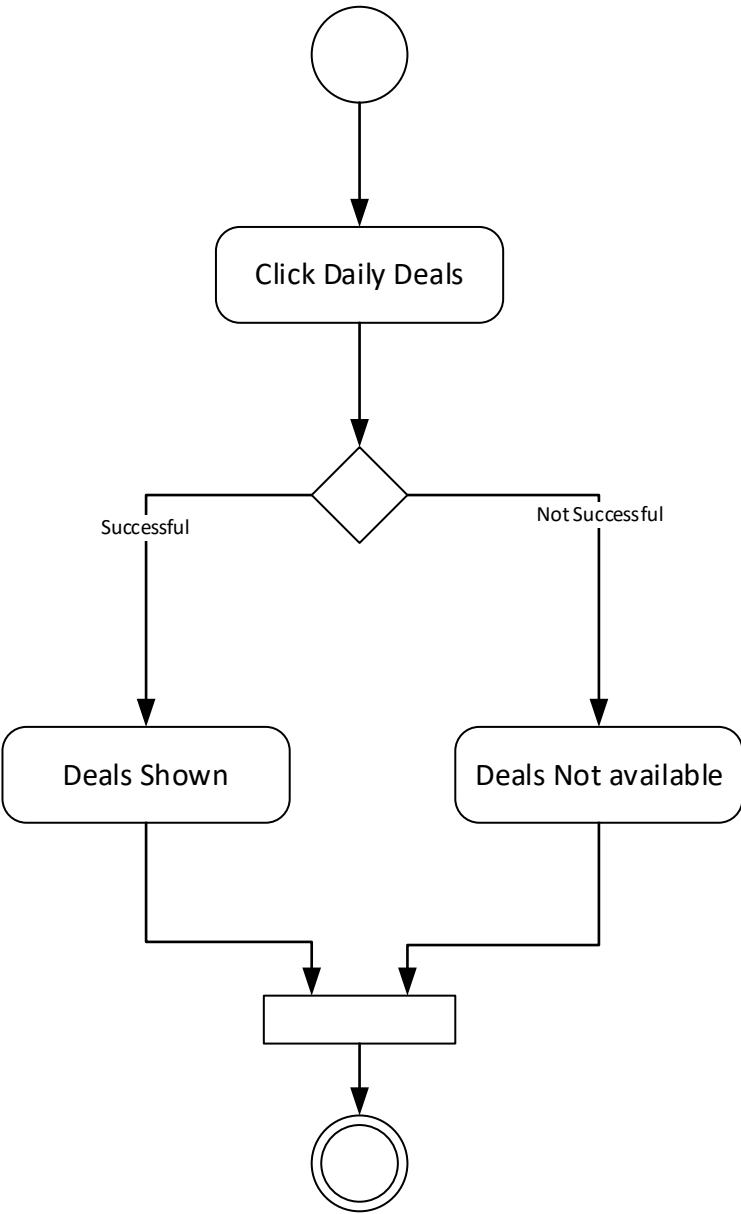 Click Daily Deals
Successful
Not Successful
Deals Shown
Deals Not available